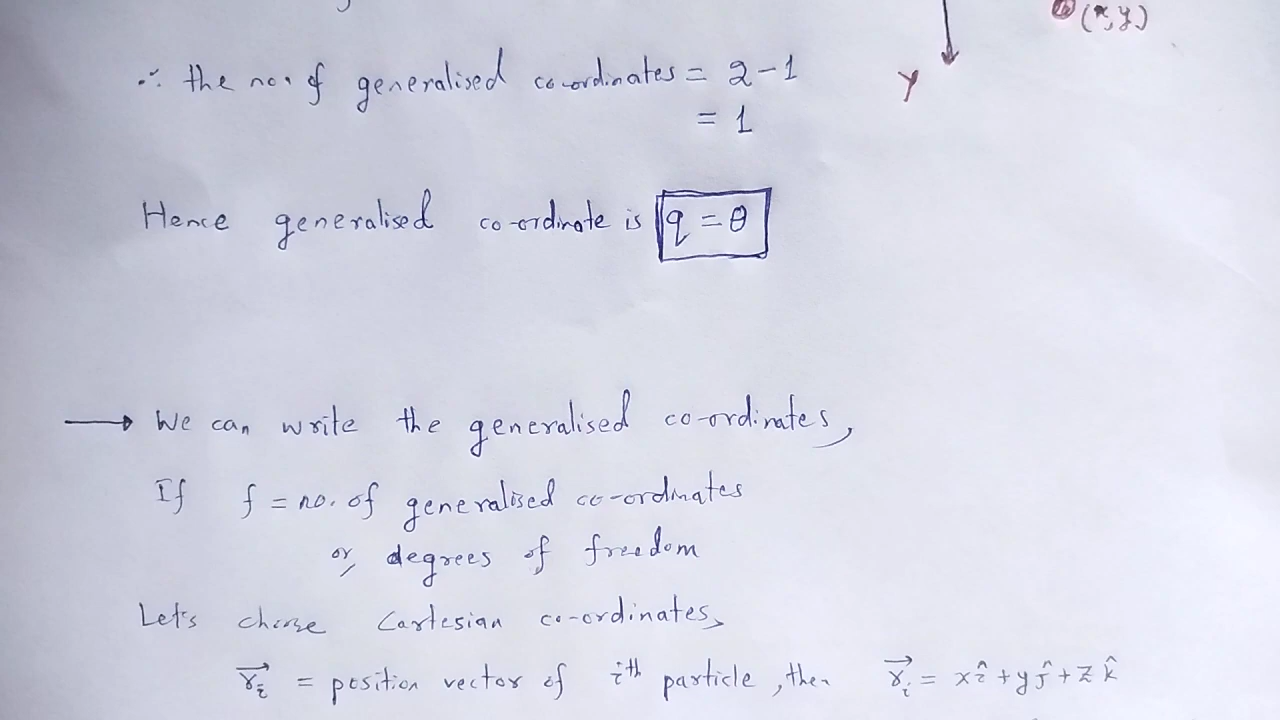 (x, y)
Y
∴ the no. of generalised co-ordinates = 2 - 1
= 1
Hence generalised co-ordinate is q = θ
→ We can write the generalised co-ordinates,
If f = no. of generalised co-ordinates
or, degrees of freedom
Let's choose Cartesian co-ordinates,
r⃗ᵢ = position vector of iᵗʰ particle, then r⃗ᵢ = xî + yĵ + zk̂